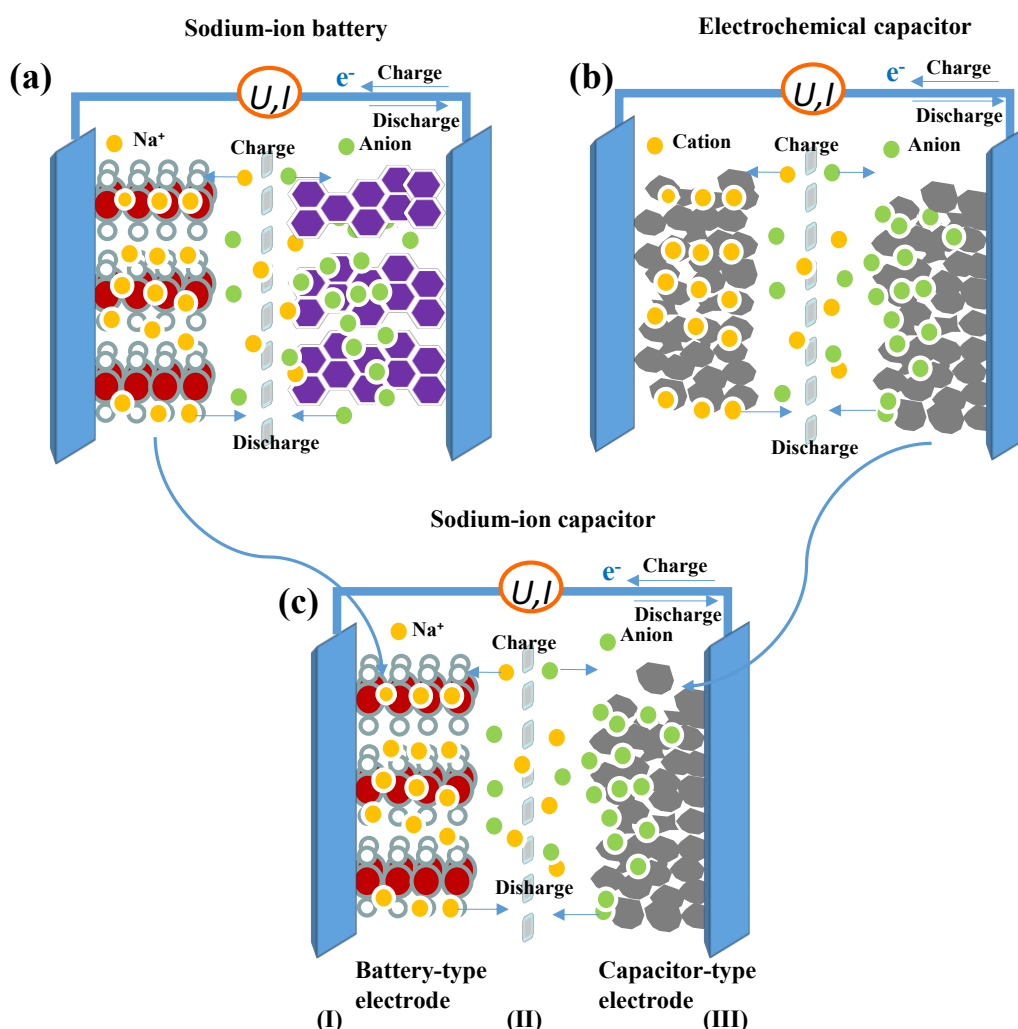 Sodium-ion battery
Electrochemical capacitor
(a)
e⁻
Charge
U,I
Discharge
Na⁺
Charge
Anion
Discharge
(b)
e⁻
Charge
U,I
Discharge
Cation
Charge
Anion
Discharge
Sodium-ion capacitor
(c)
e⁻
Charge
U,I
Discharge
Na⁺
Charge
Anion
Disharge
Battery-type
electrode
Capacitor-type
electrode
(I)
(II)
(III)